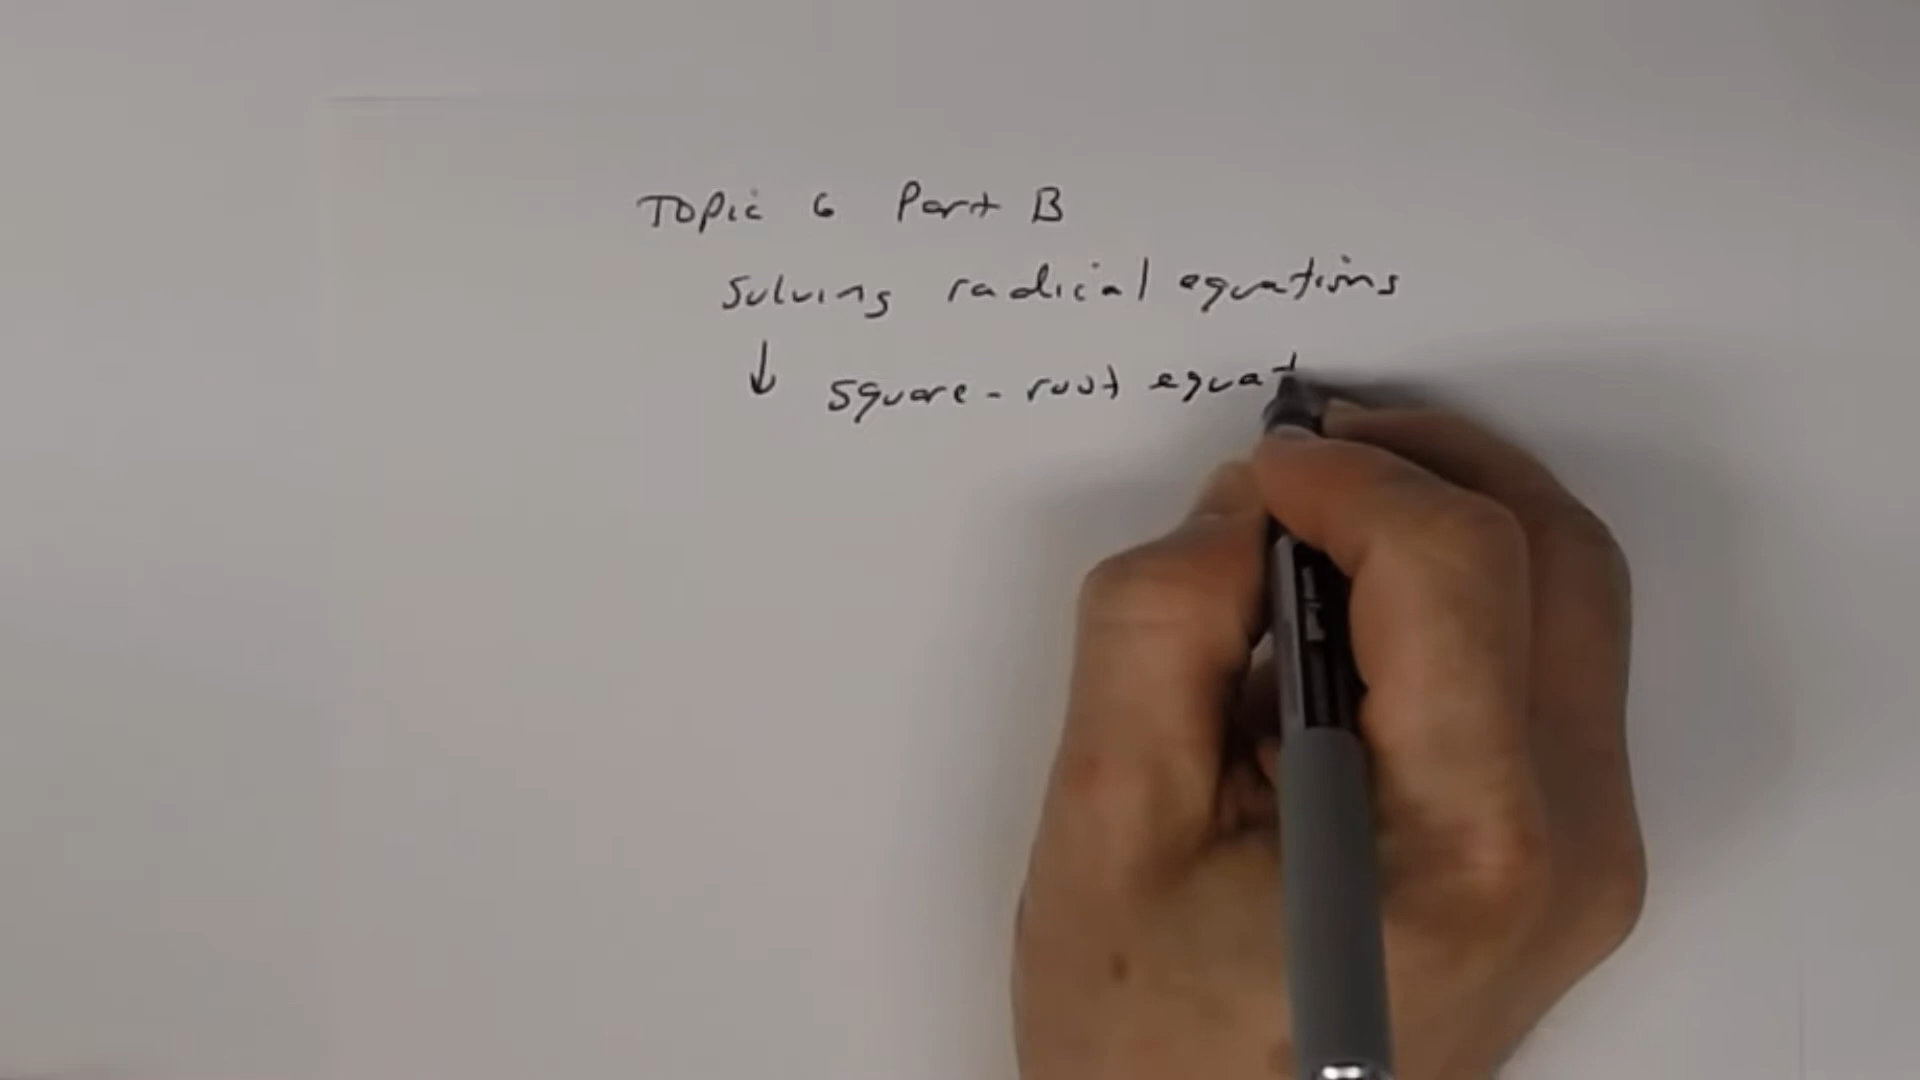 Topic 6 Part B
Solving radical equations
↓ square-root equat